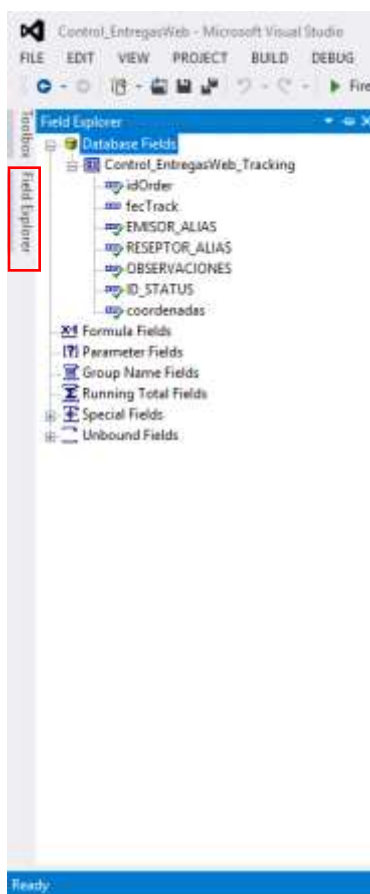 Control_EntregasWeb - Microsoft Visual Studio
FILE EDIT VIEW PROJECT BUILD DEBUG
Fire
Toolbox
Field Explorer
Field Explorer
Database Fields
Control_EntregasWeb_Tracking
idOrder
fecTrack
EMISOR_ALIAS
RESEPTOR_ALIAS
OBSERVACIONES
ID_STATUS
coordenadas
Formula Fields
Parameter Fields
Group Name Fields
Running Total Fields
Special Fields
Unbound Fields
Ready